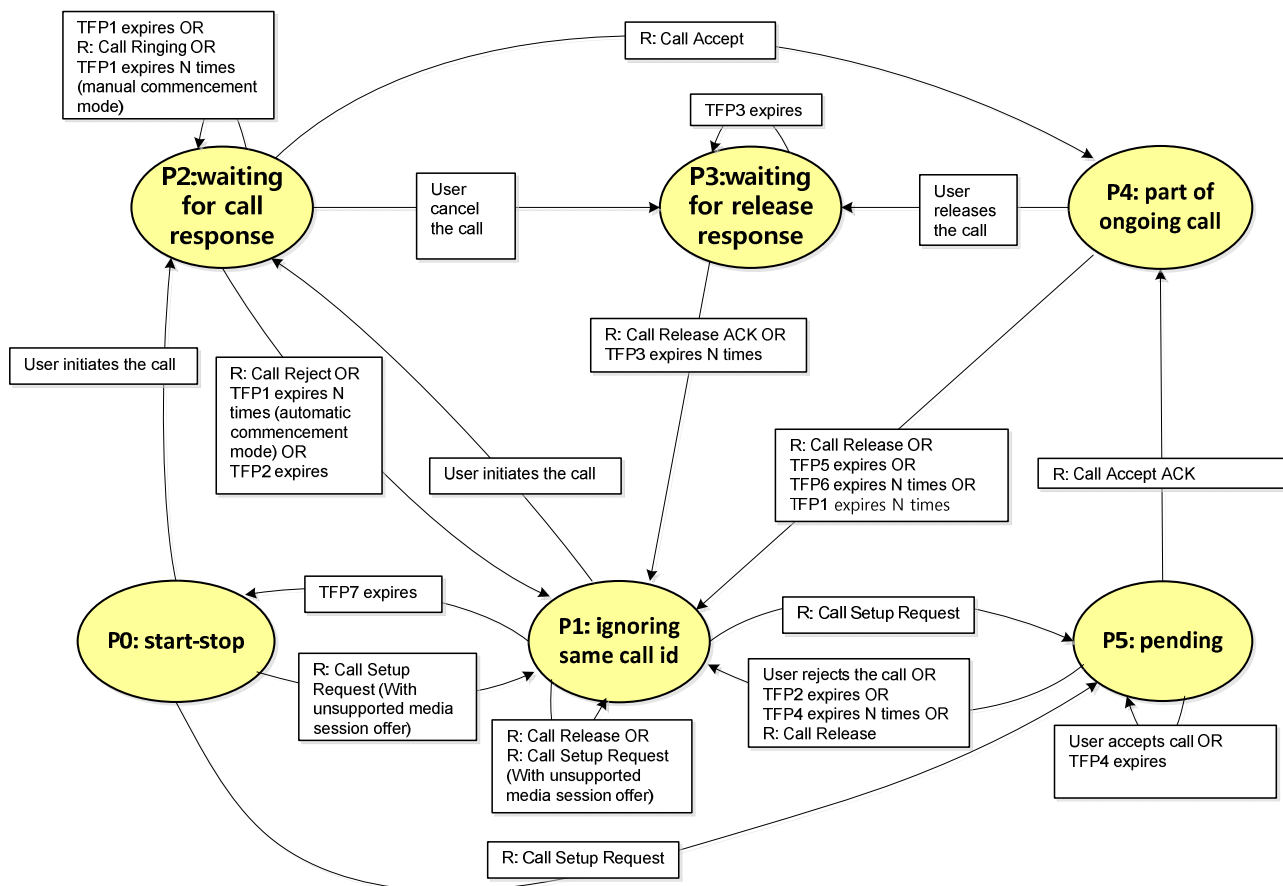 TFP1 expires OR
R: Call Ringing OR
TFP1 expires N times
(manual commencement
mode)
R: Call Accept
TFP3 expires
P2:waiting
for call
response
User
cancel
the call
P3:waiting
for release
response
User
releases
the call
P4: part of
ongoing call
User initiates the call
R: Call Reject OR
TFP1 expires N
times (automatic
commencement
mode) OR
TFP2 expires
User initiates the call
R: Call Release ACK OR
TFP3 expires N times
R: Call Release OR
TFP5 expires OR
TFP6 expires N times OR
TFP1 expires N times
R: Call Accept ACK
P0: start-stop
TFP7 expires
R: Call Setup
Request (With
unsupported media
session offer)
P1: ignoring
same call id
R: Call Release OR
R: Call Setup Request
(With unsupported
media session offer)
R: Call Setup Request
User rejects the call OR
TFP2 expires OR
TFP4 expires N times OR
R: Call Release
P5: pending
User accepts call OR
TFP4 expires
R: Call Setup Request